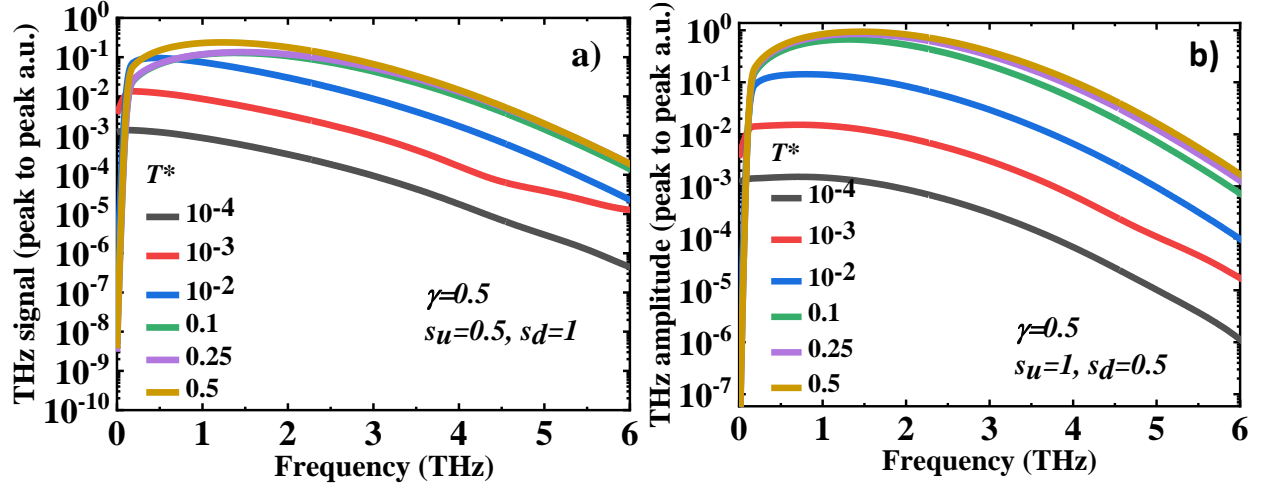 a)
THz signal (peak to peak a.u.)
10⁰
10⁻¹
10⁻²
10⁻³
10⁻⁴
10⁻⁵
10⁻⁶
10⁻⁷
10⁻⁸
10⁻⁹
10⁻¹⁰
T*
10⁻⁴
10⁻³
10⁻²
0.1
0.25
0.5
γ=0.5
su=0.5, sd=1
0 1 2 3 4 5 6
Frequency (THz)
b)
THz amplitude (peak to peak a.u.)
10⁰
10⁻¹
10⁻²
10⁻³
10⁻⁴
10⁻⁵
10⁻⁶
10⁻⁷
T*
10⁻⁴
10⁻³
10⁻²
0.1
0.25
0.5
γ=0.5
su=1, sd=0.5
0 1 2 3 4 5 6
Frequency (THz)